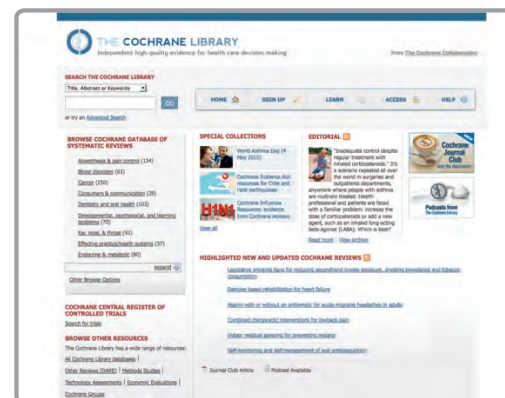 THE COCHRANE LIBRARY
Independent high-quality evidence for health care decision making
from The Cochrane Collaboration
SEARCH THE COCHRANE LIBRARY
Title, Abstract or Keywords
GO
or try an Advanced Search
HOME SIGN UP LEARN ACCESS HELP
BROWSE COCHRANE DATABASE OF
SYSTEMATIC REVIEWS
Anaesthesia & pain control (134)
Blood disorders (93)
Cancer (250)
Consumers & communication (29)
Dentistry and oral health (103)
Developmental, psychosocial, and learning
problems (70)
Ear, nose, & throat (92)
Effective practice/health systems (57)
Endocrine & metabolic (80)
expand
Other Browse Options
COCHRANE CENTRAL REGISTER OF
CONTROLLED TRIALS
Search for trials
BROWSE OTHER RESOURCES
The Cochrane Library has a wide range of resources:
All Cochrane Library databases |
Other Reviews [DARE] | Methods Studies |
Technology Assessments | Economic Evaluations |
Cochrane Groups
SPECIAL COLLECTIONS
World Asthma Day (4
May 2010)
Cochrane Evidence Aid:
resources for Chile and
Haiti earthquakes
H1N1
Cochrane Influenza
Resources: evidence
from Cochrane reviews
View all
EDITORIAL
"Inadequate control despite
regular treatment with
inhaled corticosteroids." It's
a scenario repeated all over
the world in surgeries and
outpatients departments,
anywhere people with asthma
are routinely treated. Health
professional and patients are faced
with a familiar problem: increase the
dose of corticosteroids or add a new
agent, such as an inhaled long-acting
beta-agonist (LABA). Which is best?
Read more | View archive
Cochrane
Journal
Club
Podcasts from
The Cochrane Library
HIGHLIGHTED NEW AND UPDATED COCHRANE REVIEWS
Legislative smoking bans for reducing secondhand smoke exposure, smoking prevalence and tobacco
consumption
Exercise based rehabilitation for heart failure
Aspirin with or without an antiemetic for acute migraine headaches in adults
Combined chiropractic interventions for low-back pain
Indoor residual spraying for preventing malaria
Self-monitoring and self-management of oral anticoagulation
Journal Club Article Podcast Available